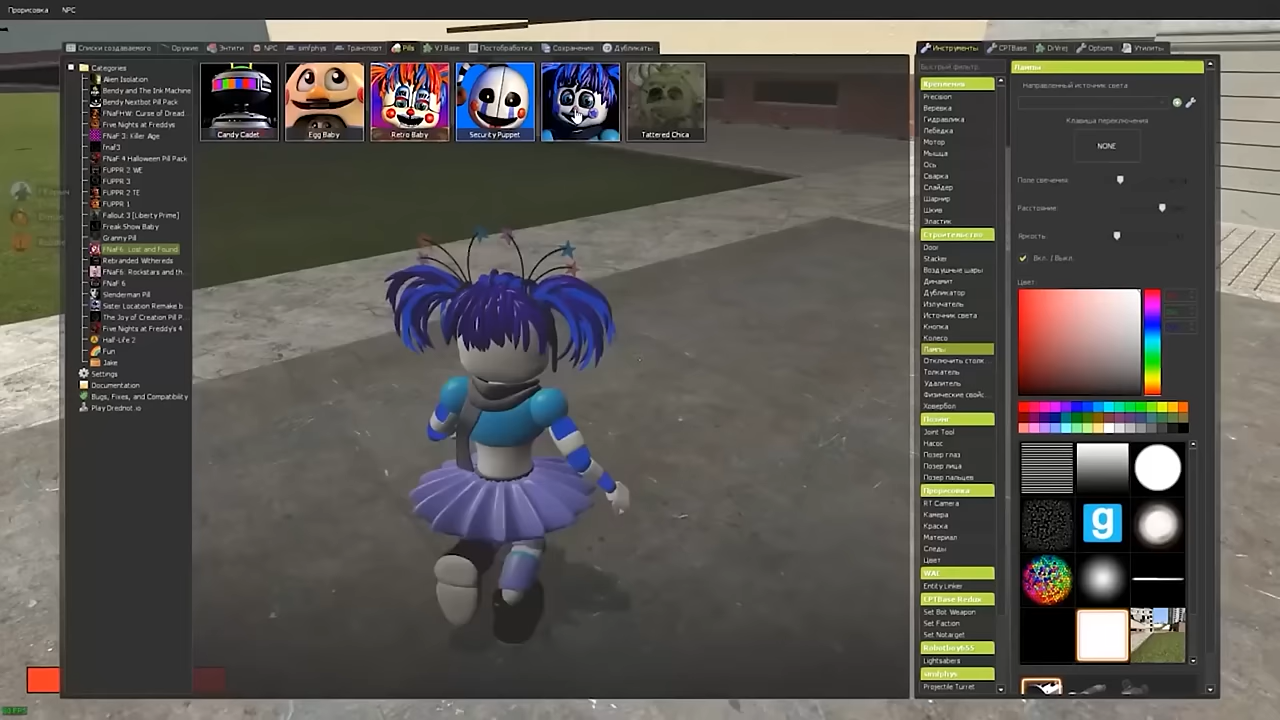 Прорисовка NPC
Списки создаваемого Оружие Энтити NPC simfphys Транспорт Pills VJ Base Постобработка Сохранения Дубликаты
Инструменты CPTBase DrVrej Options Утилиты
Categories
Alien Isolation
Bendy and The Ink Machine
Bendy Nextbot Pill Pack
FNaFHW: Curse of Dread
Five Nights at Freddys
FNAF 3: Killer Age
fnaf3
FNAF 4 Halloween Pill Pack
FUPPR 2 WE
FUPPR 3
FUPPR 2 TE
FUPPR 1
Fallout 3 [Liberty Prime]
Freak Show Baby
Granny Pill
FNaF6: Lost and Found
Rebranded Withereds
FNaF6: Rockstars and th...
FNAF 6
Slenderman Pill
Sister Location Remake b...
The Joy of Creation Pill P...
Five Nights at Freddy's 4
Half-Life 2
Fun
Jake
Settings
Documentation
Bugs, Fixes, and Compatibility
Play Drednot.io
Candy Cadet
Egg Baby
Retro Baby
Security Puppet
Tattered Chica
Быстрый фильтр
Крепления
Precision
Веревка
Гидравлика
Лебёдка
Мотор
Мышца
Ось
Сварка
Слайдер
Шарнир
Шкив
Эластик
Строительство
Door
Stacker
Воздушные шары
Динамит
Дубликатор
Излучатель
Источник света
Кнопка
Колесо
Лампы
Отключить столк...
Толкатель
Удалитель
Физические свойс...
Ховербол
Позинг
Joint Tool
Насос
Позер глаз
Позер лица
Позер пальцев
Прорисовка
RT Camera
Камера
Краска
Материал
Следы
Цвет
WAC
Entity Linker
CPTBase Redux
Set Bot Weapon
Set Faction
Set Notarget
Robotboy655
Lightsabers
simfphys
Projectile Turret
Лампы
Направленный источник света
Клавиша переключения
NONE
Поле свечения:
Расстояние:
Яркость:
Вкл. / Выкл.
Цвет
g